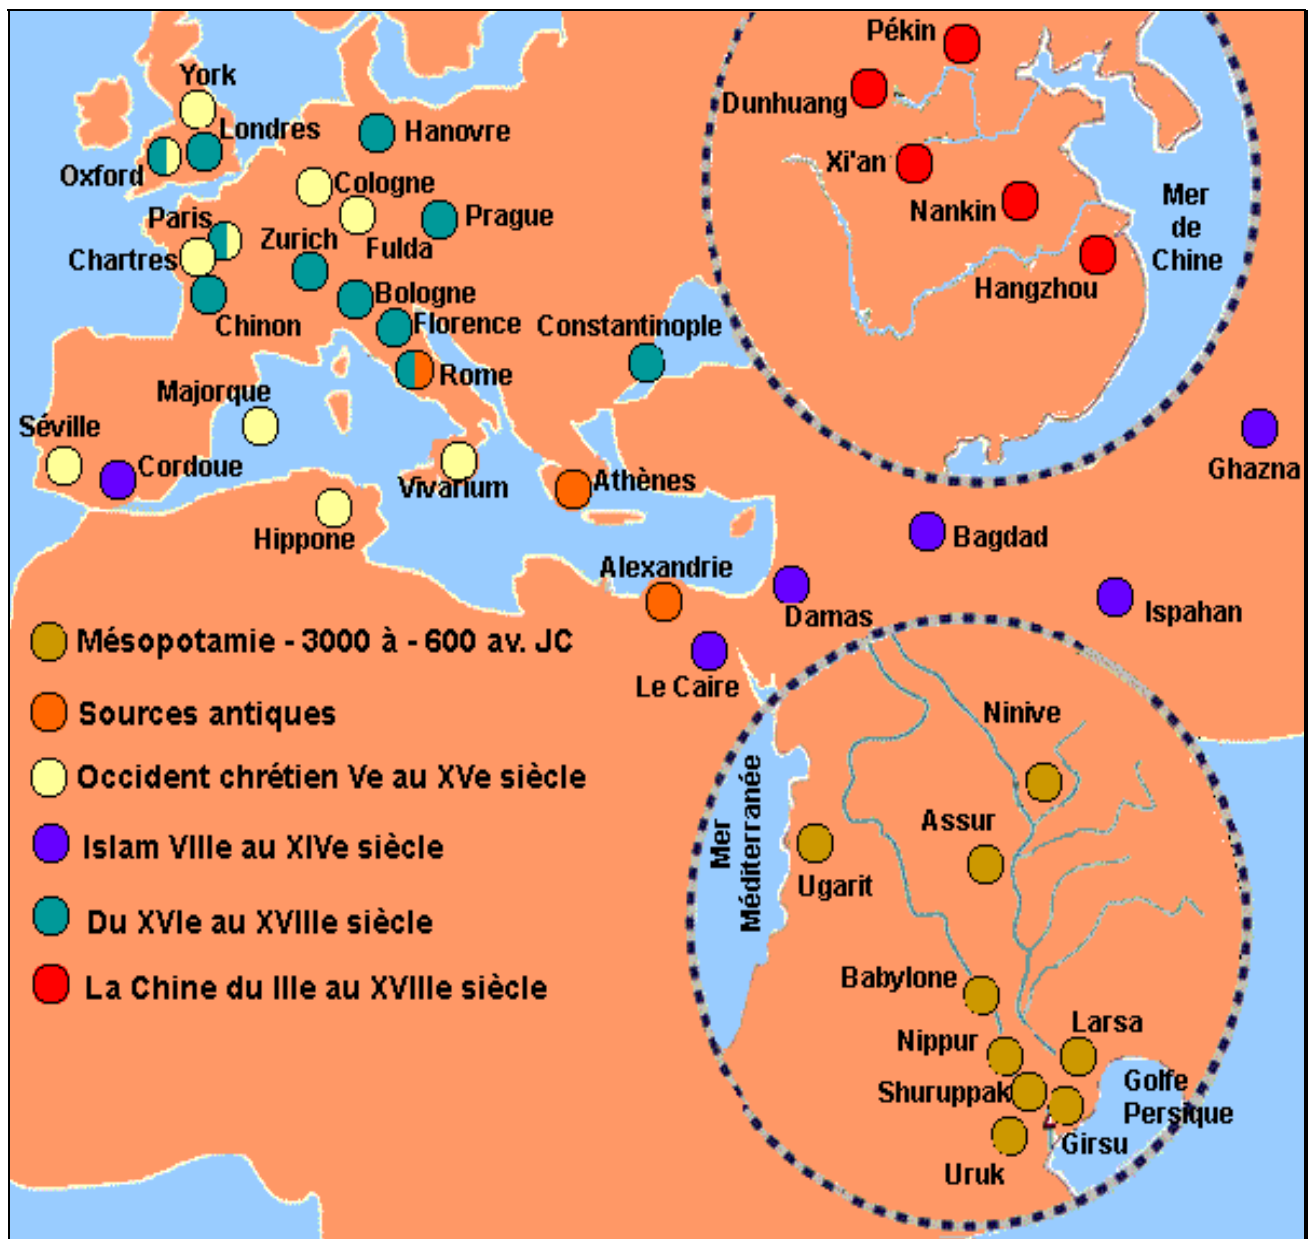 Pékin
York
Dunhuang
Londres
Hanovre
Xi'an
Oxford
Cologne
Nankin
Mer
de
Chine
Paris
Prague
Zurich
Fulda
Chartres
Hangzhou
Bologne
Chinon
Florence
Constantinople
Rome
Majorque
Séville
Cordoue
Vivarium
Athènes
Ghazna
Hippone
Bagdad
Alexandrie
Damas
Ispahan
Le Caire
Mésopotamie - 3000 à - 600 av. JC
Sources antiques
Occident chrétien Ve au XVe siècle
Islam VIIIe au XIVe siècle
Du XVIe au XVIIIe siècle
La Chine du IIIe au XVIIIe siècle
Ninive
Mer
Méditerranée
Assur
Ugarit
Babylone
Larsa
Nippur
Shuruppak
Golfe
Persique
Girsu
Uruk